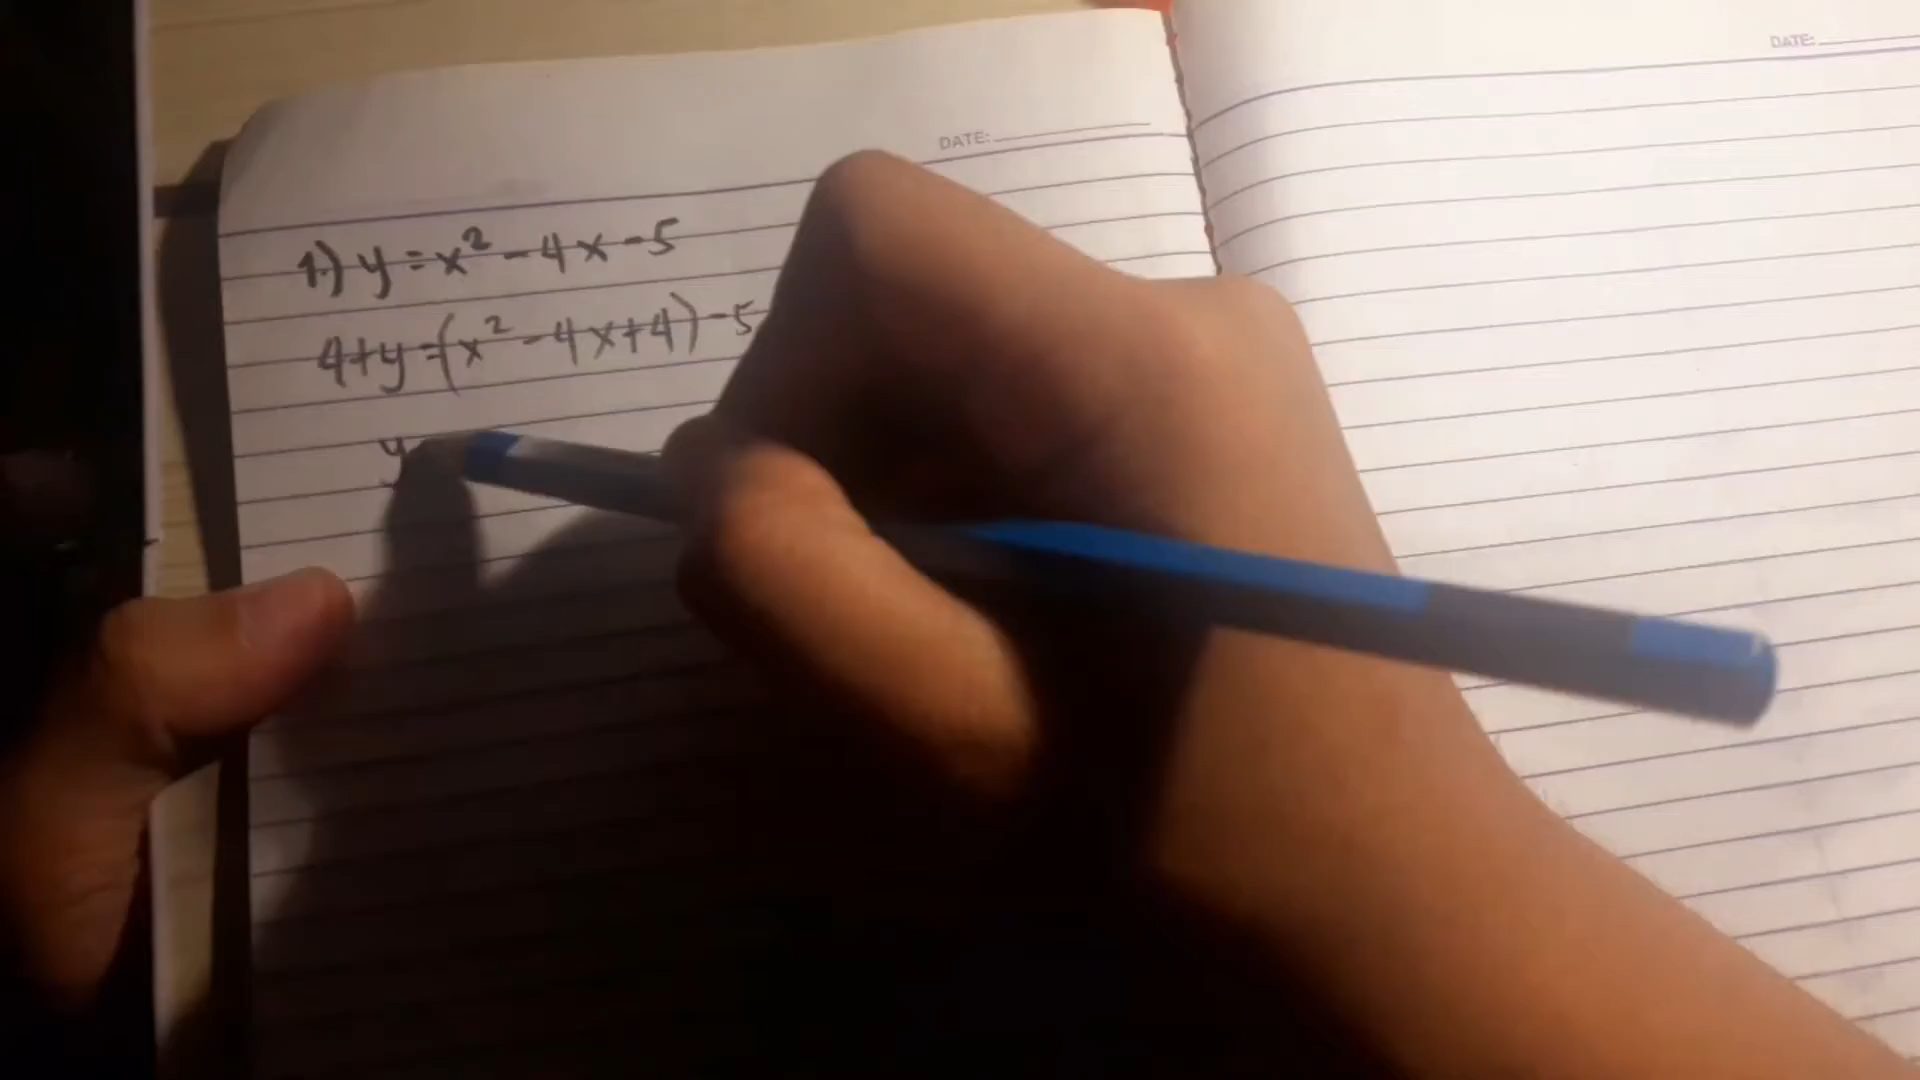 DATE:
DATE:
1.) y = x² - 4x - 5
4+y=(x² - 4x+4) - 5
y